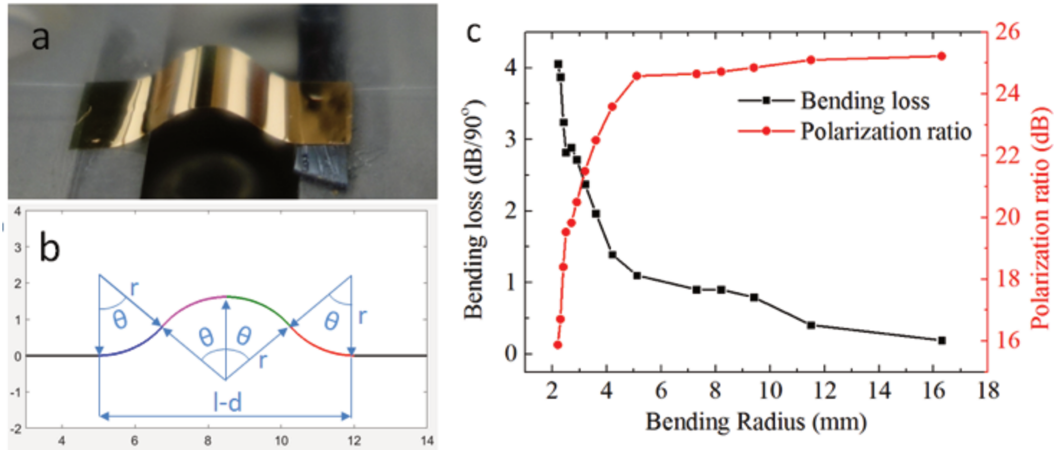 a
b
4
3
2
1
0
-1
-2
4
6
8
10
12
14
r
θ
θ
θ
r
θ
r
l-d
c
Bending loss (dB/90°)
4
3
2
1
0
2
4
6
8
10
12
14
16
18
Bending Radius (mm)
Bending loss
Polarization ratio
26
24
22
20
18
16
Polarization ratio (dB)